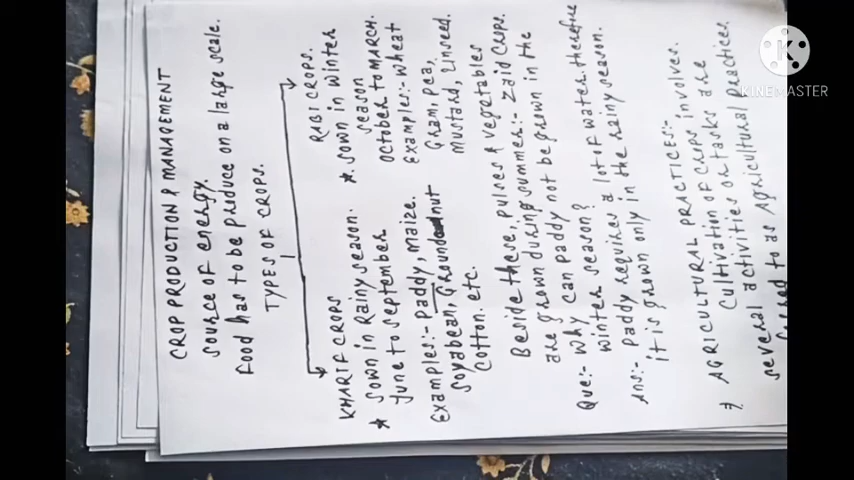 CROP PRODUCTION & MANAGEMENT
Source of energy.
Food has to be produce on a large scale.
TYPES OF CROPS.
KHARIF CROPS
* Sown in Rainy season.
June to September
Examples:- Paddy, maize.
Soyabean, Groundnut
Cotton. etc.
RABI CROPS.
* Sown in winter
season
October to MARCH.
Examples:- wheat
Gram, Pea,
Mustard, Linseed.
Beside these, pulses & vegetables
are grown during summer:- Zaid crops.
Que:- Why can paddy not be grown in the
winter season?
Ans:- paddy requires a lot of water therefore
it is grown only in the rainy season.
AGRICULTURAL PRACTICES:-
Cultivation of crops involves.
several activities or tasks are
to as Agricultural practices.
KINEMASTER